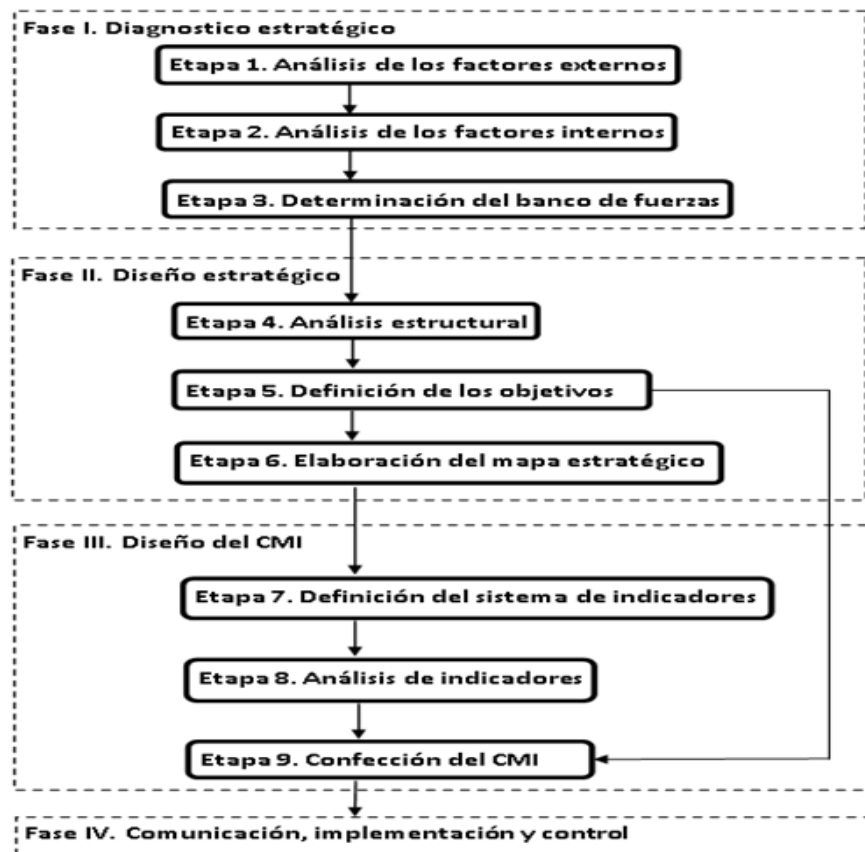 Fase I. Diagnostico estratégico
Etapa 1. Análisis de los factores externos
Etapa 2. Análisis de los factores internos
Etapa 3. Determinación del banco de fuerzas
Fase II. Diseño estratégico
Etapa 4. Análisis estructural
Etapa 5. Definición de los objetivos
Etapa 6. Elaboración del mapa estratégico
Fase III. Diseño del CMI
Etapa 7. Definición del sistema de indicadores
Etapa 8. Análisis de indicadores
Etapa 9. Confección del CMI
Fase IV. Comunicación, implementación y control